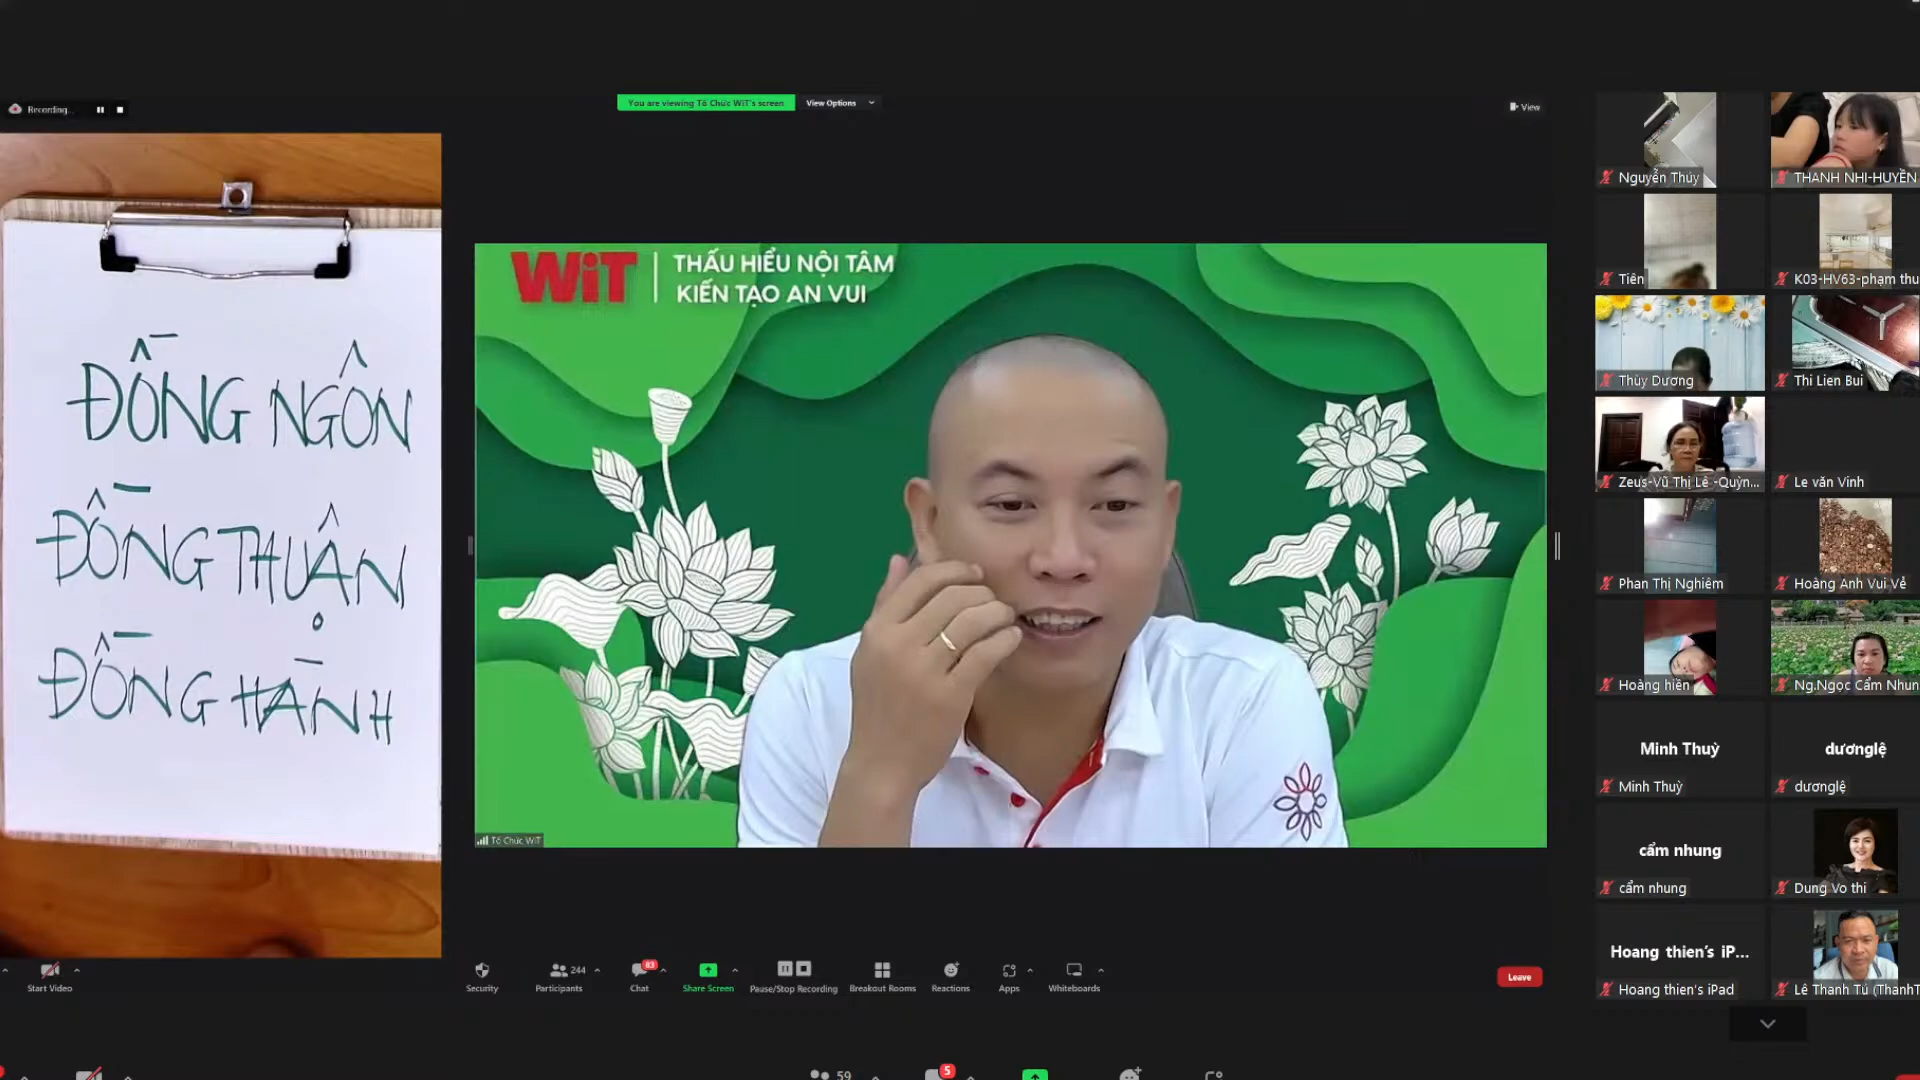 Recording...
You are viewing Tổ Chức WiT's screen
View Options
View
ĐỒNG NGÔN
ĐỒNG THUẬN
ĐỒNG HÀNH
WiT
THẤU HIỂU NỘI TÂM
KIẾN TẠO AN VUI
Tổ Chức WiT
Nguyễn Thúy
THANH NHI-HUYỀN
Tiên
K03-HV63-phạm thu
Thùy Dương
Thi Lien Bui
Zeus-Vũ Thị Lê -Quỳn...
Le văn Vinh
Phan Thị Nghiêm
Hoàng Anh Vui Vẻ
Hoàng hiền
Ng.Ngọc Cẩm Nhun
Minh Thuỳ
dươnglệ
Minh Thuỳ
dươnglệ
cẩm nhung
cẩm nhung
Dung Vo thi
Hoang thien's iP...
Hoang thien's iPad
Lê Thanh Tú (ThanhT
Start Video
Security
244
Participants
83
Chat
Share Screen
Pause/Stop Recording
Breakout Rooms
Reactions
Apps
Whiteboards
Leave
59
5